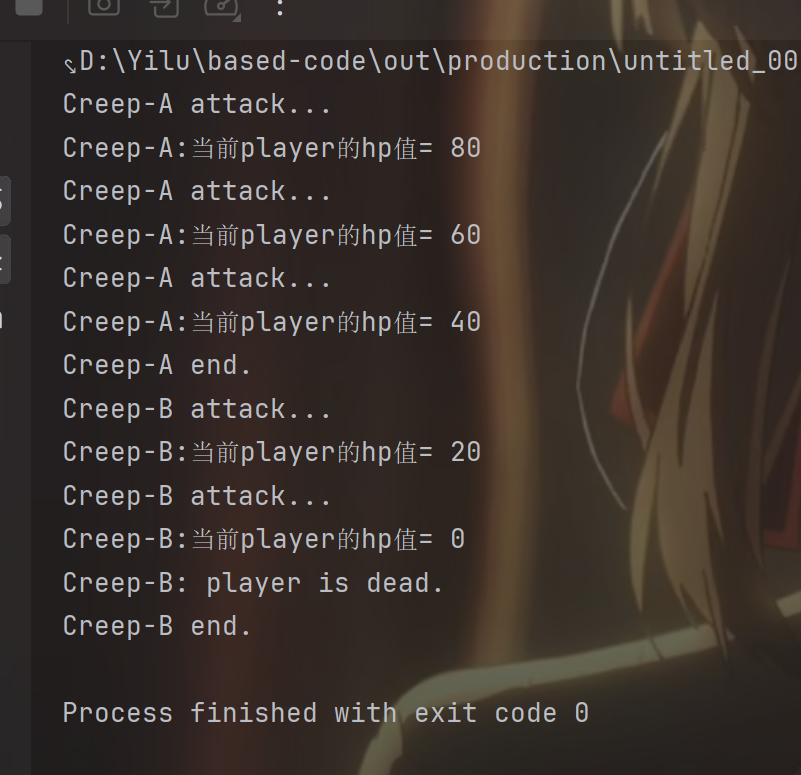 D:\Yilu\based-code\out\production\untitled_00
Creep-A attack...
Creep-A:当前player的hp值= 80
Creep-A attack...
Creep-A:当前player的hp值= 60
Creep-A attack...
Creep-A:当前player的hp值= 40
Creep-A end.
Creep-B attack...
Creep-B:当前player的hp值= 20
Creep-B attack...
Creep-B:当前player的hp值= 0
Creep-B: player is dead.
Creep-B end.
Process finished with exit code 0